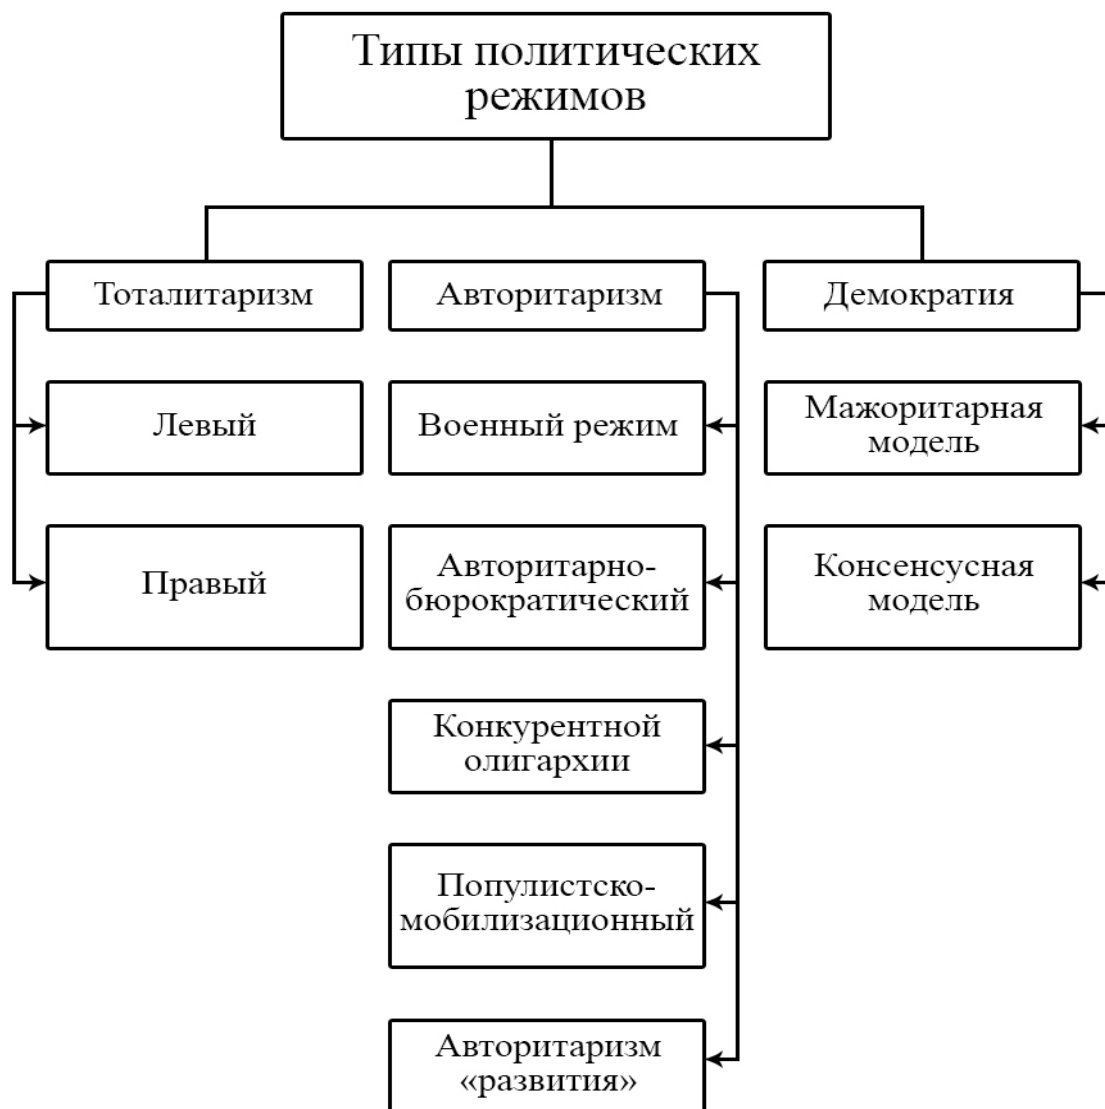 Типы политических
режимов
Тоталитаризм
Авторитаризм
Демократия
Левый
Военный режим
Мажоритарная
модель
Правый
Авторитарно-
бюрократический
Консенсусная
модель
Конкурентной
олигархии
Популистско-
мобилизационный
Авторитаризм
«развития»